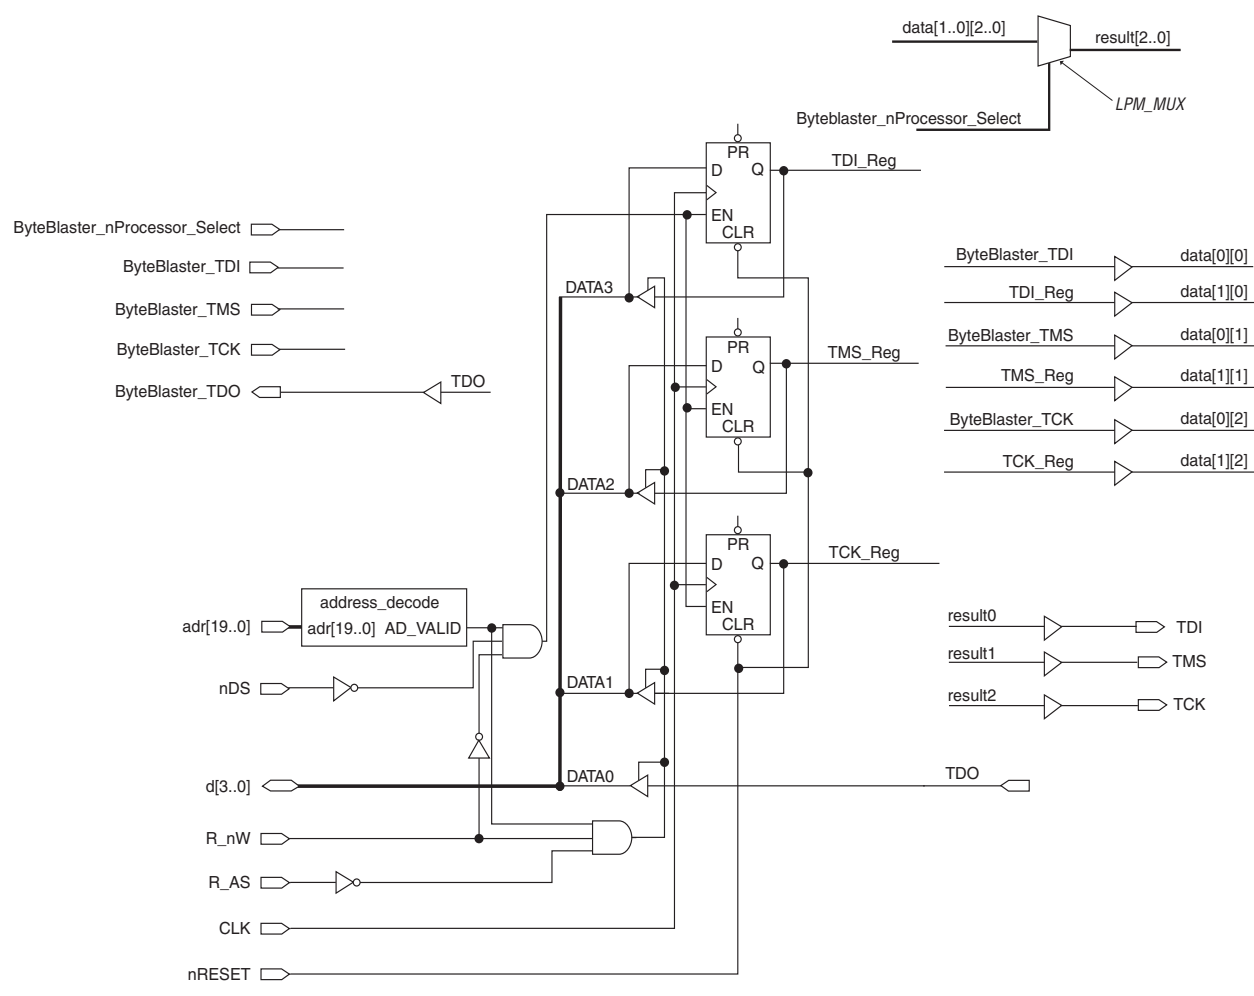 data[1..0][2..0]
result[2..0]
LPM_MUX
Byteblaster_nProcessor_Select
PR
D
Q
EN
CLR
TDI_Reg
ByteBlaster_nProcessor_Select
ByteBlaster_TDI
ByteBlaster_TMS
ByteBlaster_TCK
ByteBlaster_TDO
TDO
DATA3
PR
D
Q
EN
CLR
TMS_Reg
DATA2
PR
D
Q
EN
CLR
TCK_Reg
DATA1
ByteBlaster_TDI
data[0][0]
TDI_Reg
data[1][0]
ByteBlaster_TMS
data[0][1]
TMS_Reg
data[1][1]
ByteBlaster_TCK
data[0][2]
TCK_Reg
data[1][2]
adr[19..0]
address_decode
adr[19..0] AD_VALID
nDS
result0
TDI
result1
TMS
result2
TCK
d[3..0]
DATA0
TDO
R_nW
R_AS
CLK
nRESET